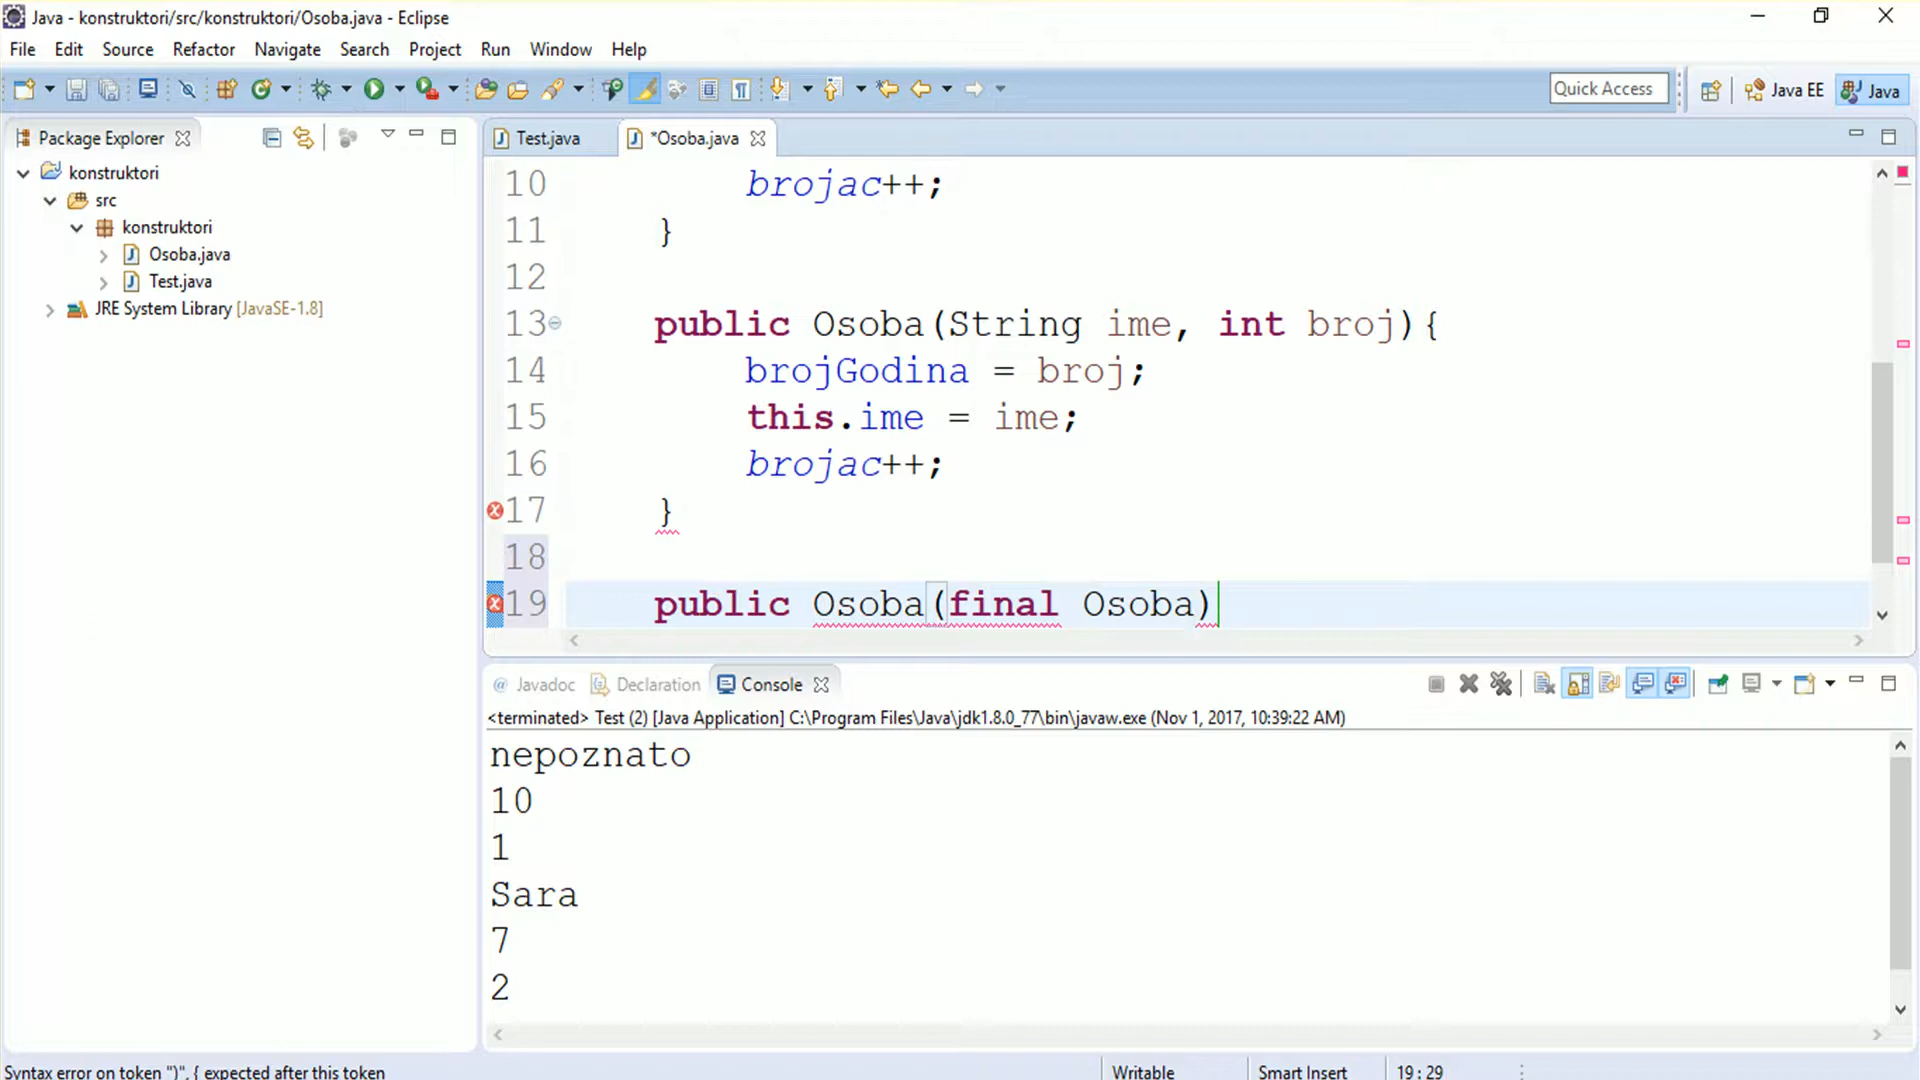 Java - konstruktori/src/konstruktori/Osoba.java - Eclipse
File Edit Source Refactor Navigate Search Project Run Window Help
Quick Access Java EE Java
Package Explorer
konstruktori
src
konstruktori
Osoba.java
Test.java
JRE System Library [JavaSE-1.8]
Test.java *Osoba.java
10 brojac++;
11 }
12
13 public Osoba(String ime, int broj){
14 brojGodina = broj;
15 this.ime = ime;
16 brojac++;
17 }
18
19 public Osoba(final Osoba)
@ Javadoc Declaration Console
<terminated> Test (2) [Java Application] C:\Program Files\Java\jdk1.8.0_77\bin\javaw.exe (Nov 1, 2017, 10:39:22 AM)
nepoznato
10
1
Sara
7
2
Syntax error on token ")", { expected after this token Writable Smart Insert 19 : 29